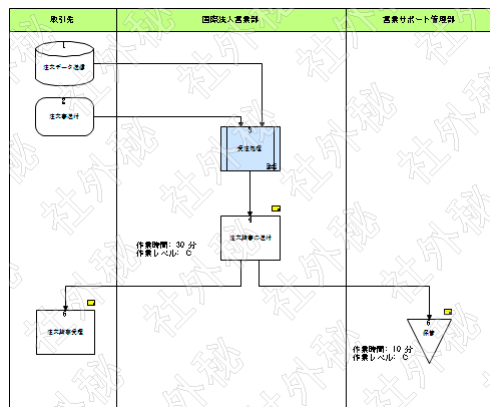 取引先
国際法人営業部
営業サポート管理部
1
注文データ送信
2
注文書送付
3
受注処理
4
注文請書の送付
作業時間: 30 分
作業レベル: C
5
注文請書受理
6
保管
作業時間: 10 分
作業レベル: C
社外秘